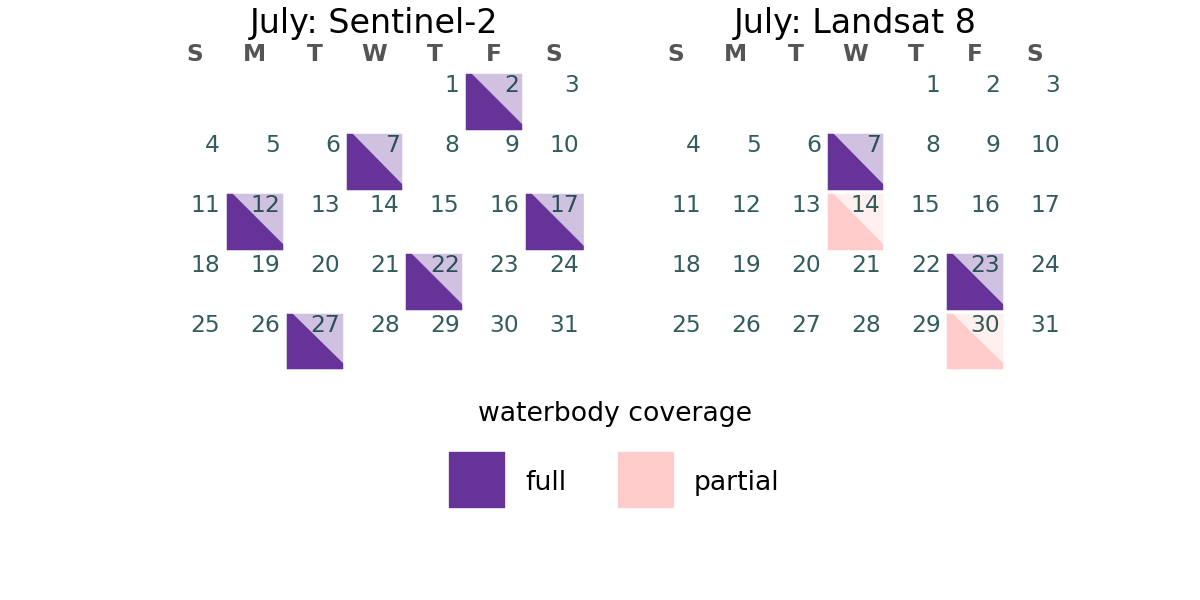 July: Sentinel-2
S M T W T F S
1 2 3
4 5 6 7 8 9 10
11 12 13 14 15 16 17
18 19 20 21 22 23 24
25 26 27 28 29 30 31
July: Landsat 8
S M T W T F S
1 2 3
4 5 6 7 8 9 10
11 12 13 14 15 16 17
18 19 20 21 22 23 24
25 26 27 28 29 30 31
waterbody coverage
full partial